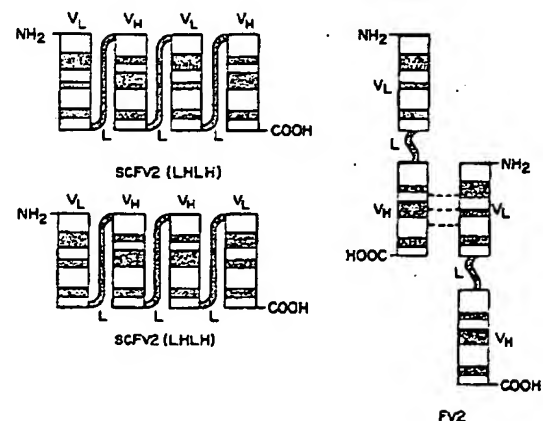 VL VH VL VH
NH2
L L L
COOH
SCFV2 (LHLH)
VL VH VH VL
NH2
L L L
COOH
SCFV2 (LHLH)
NH2
VL
L
NH2
VH VL
HOOC
L
VH
COOH
FV2